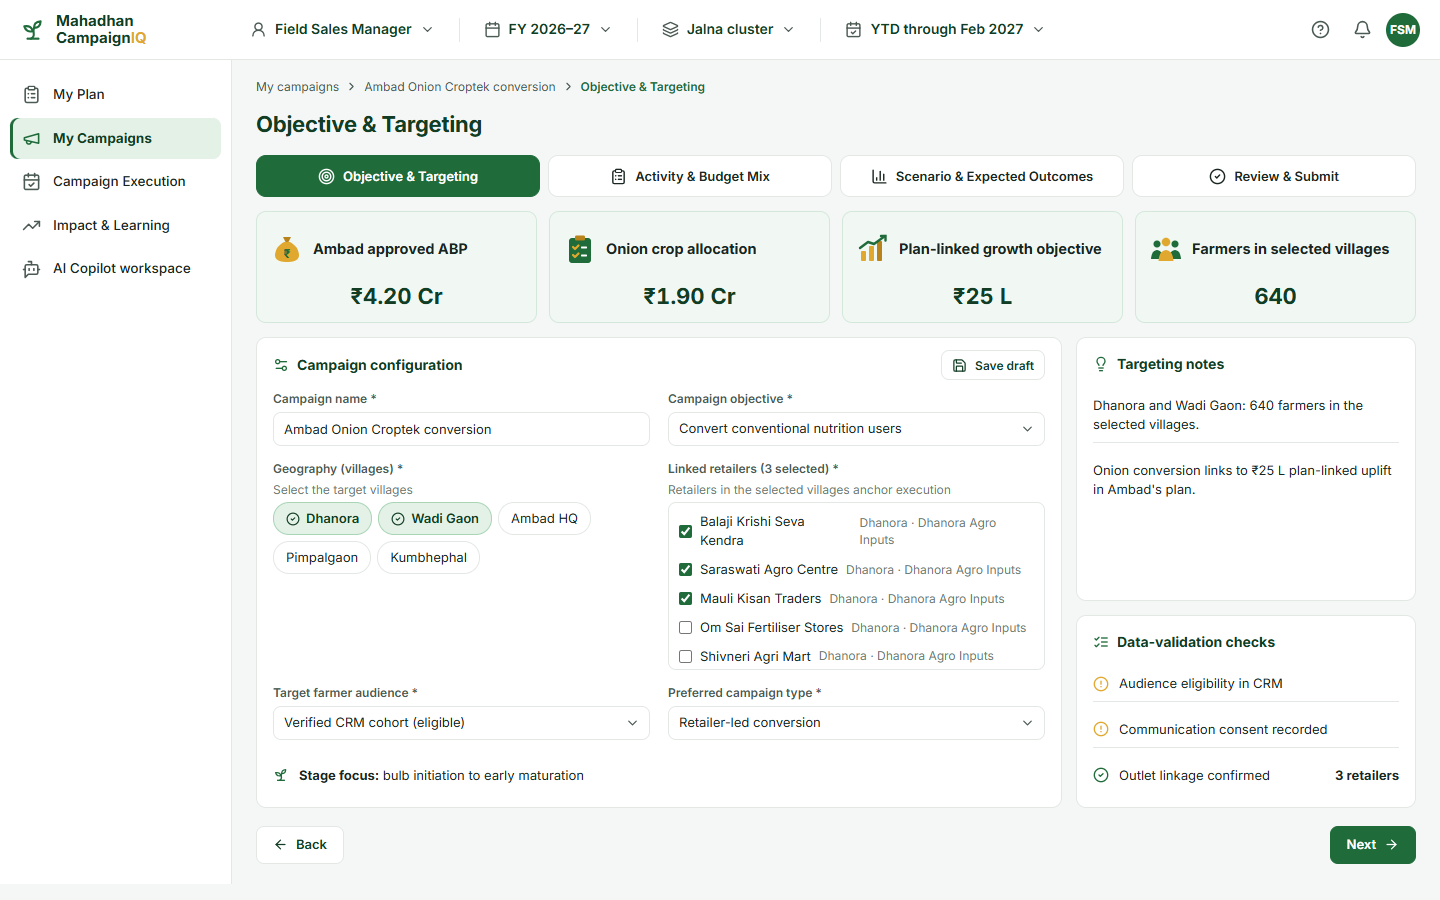 Mahadhan
CampaignIQ
Field Sales Manager
FY 2026–27
Jalna cluster
YTD through Feb 2027
FSM
My Plan
My Campaigns
Campaign Execution
Impact & Learning
AI Copilot workspace
My campaigns > Ambad Onion Croptek conversion > Objective & Targeting
Objective & Targeting
Objective & Targeting
Activity & Budget Mix
Scenario & Expected Outcomes
Review & Submit
Ambad approved ABP
₹4.20 Cr
Onion crop allocation
₹1.90 Cr
Plan-linked growth objective
₹25 L
Farmers in selected villages
640
Campaign configuration
Save draft
Campaign name *
Ambad Onion Croptek conversion
Campaign objective *
Convert conventional nutrition users
Geography (villages) *
Select the target villages
Dhanora
Wadi Gaon
Ambad HQ
Pimpalgaon
Kumbhephal
Linked retailers (3 selected) *
Retailers in the selected villages anchor execution
Balaji Krishi Seva
Kendra
Dhanora · Dhanora Agro
Inputs
Saraswati Agro Centre Dhanora · Dhanora Agro Inputs
Mauli Kisan Traders Dhanora · Dhanora Agro Inputs
Om Sai Fertiliser Stores Dhanora · Dhanora Agro Inputs
Shivneri Agri Mart Dhanora · Dhanora Agro Inputs
Target farmer audience *
Verified CRM cohort (eligible)
Preferred campaign type *
Retailer-led conversion
Stage focus: bulb initiation to early maturation
Targeting notes
Dhanora and Wadi Gaon: 640 farmers in the
selected villages.
Onion conversion links to ₹25 L plan-linked uplift
in Ambad's plan.
Data-validation checks
Audience eligibility in CRM
Communication consent recorded
Outlet linkage confirmed 3 retailers
Back
Next